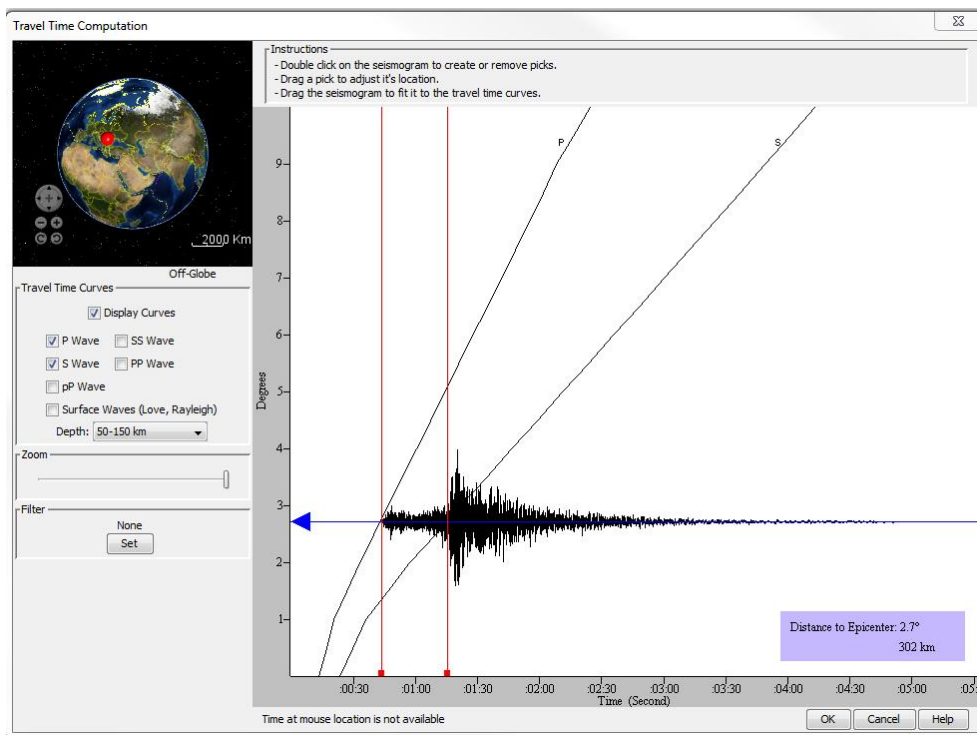 Travel Time Computation
Instructions
- Double click on the seismogram to create or remove picks.
- Drag a pick to adjust it's location.
- Drag the seismogram to fit it to the travel time curves.
2000 Km
Off-Globe
Travel Time Curves
Display Curves
P Wave
SS Wave
S Wave
PP Wave
pP Wave
Surface Waves (Love, Rayleigh)
Depth: 50-150 km
Zoom
Filter
None
Set
P
S
Degrees
9
8
7
6
5
4
3
2
1
Distance to Epicenter: 2.7°
302 km
:00:30 :01:00 :01:30 :02:00 :02:30 :03:00 :03:30 :04:00 :04:30 :05:00 :05:
Time (Second)
Time at mouse location is not available
OK
Cancel
Help